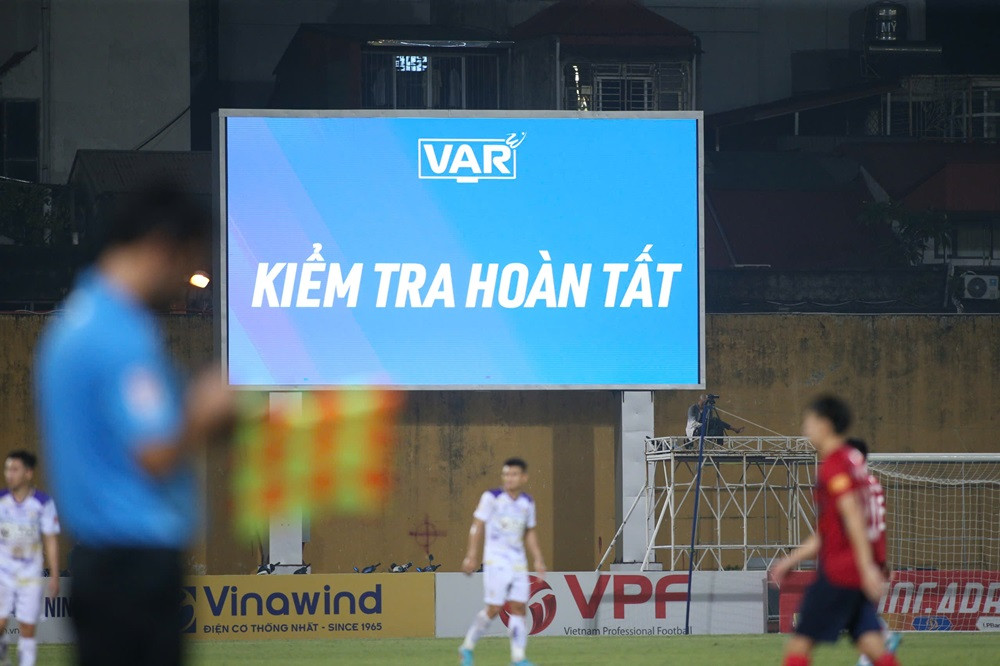 VAR
KIỂM TRA HOÀN TẤT
Vinawind
ĐIỆN CƠ THỐNG NHẤT - SINCE 1965
VPF
Vietnam Professional Football